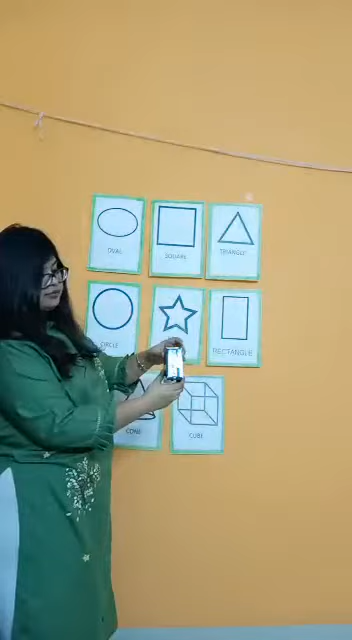 OVAL
SQUARE
TRIANGLE
CIRCLE
RECTANGLE
CONE
CUBE